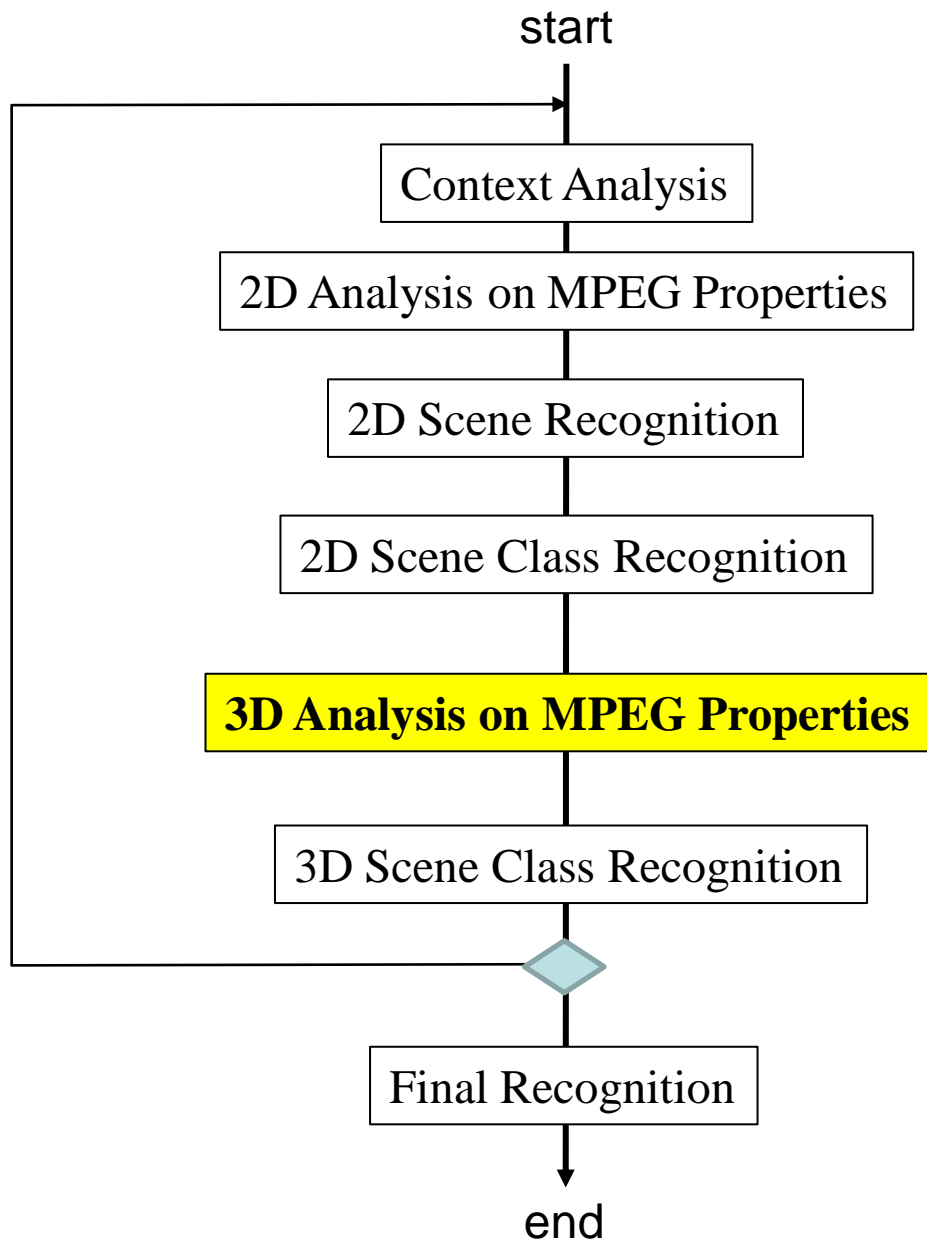 start
Context Analysis
2D Analysis on MPEG Properties
2D Scene Recognition
2D Scene Class Recognition
3D Analysis on MPEG Properties
3D Scene Class Recognition
Final Recognition
end